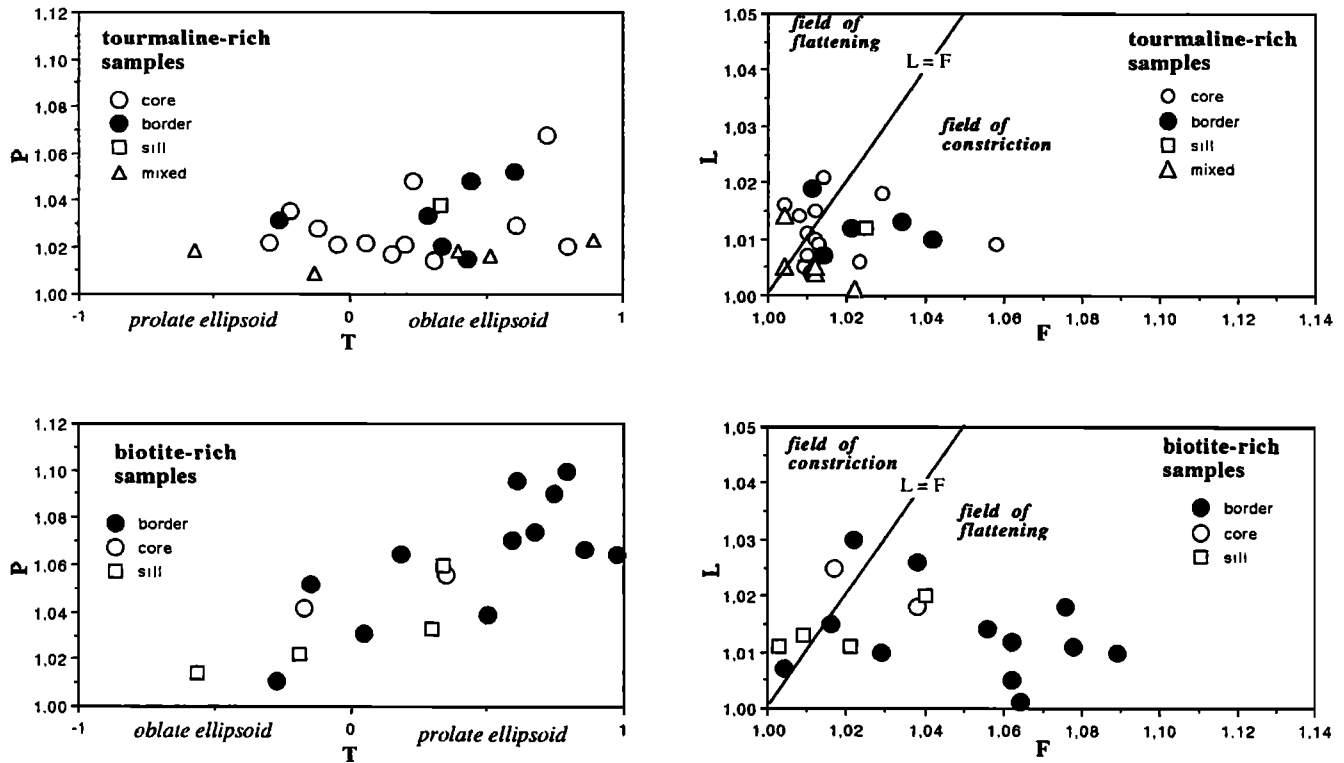 tourmaline-rich
samples
core
border
sill
mixed
P
1.12
1.10
1.08
1.06
1.04
1.02
1.00
-1
0
1
prolate ellipsoid
oblate ellipsoid
T
field of
flattening
L = F
field of
constriction
tourmaline-rich
samples
core
border
sill
mixed
L
1.05
1.04
1.03
1.02
1.01
1.00
1,00
1,02
1,04
1,06
1,08
1,10
1,12
1,14
F
biotite-rich
samples
border
core
sill
P
1.12
1.10
1.08
1.06
1.04
1.02
1.00
-1
0
1
oblate ellipsoid
prolate ellipsoid
T
field of
constriction
L = F
field of
flattening
biotite-rich
samples
border
core
sill
L
1.05
1.04
1.03
1.02
1.01
1.00
1,00
1,02
1,04
1,06
1,08
1,10
1,12
1,14
F